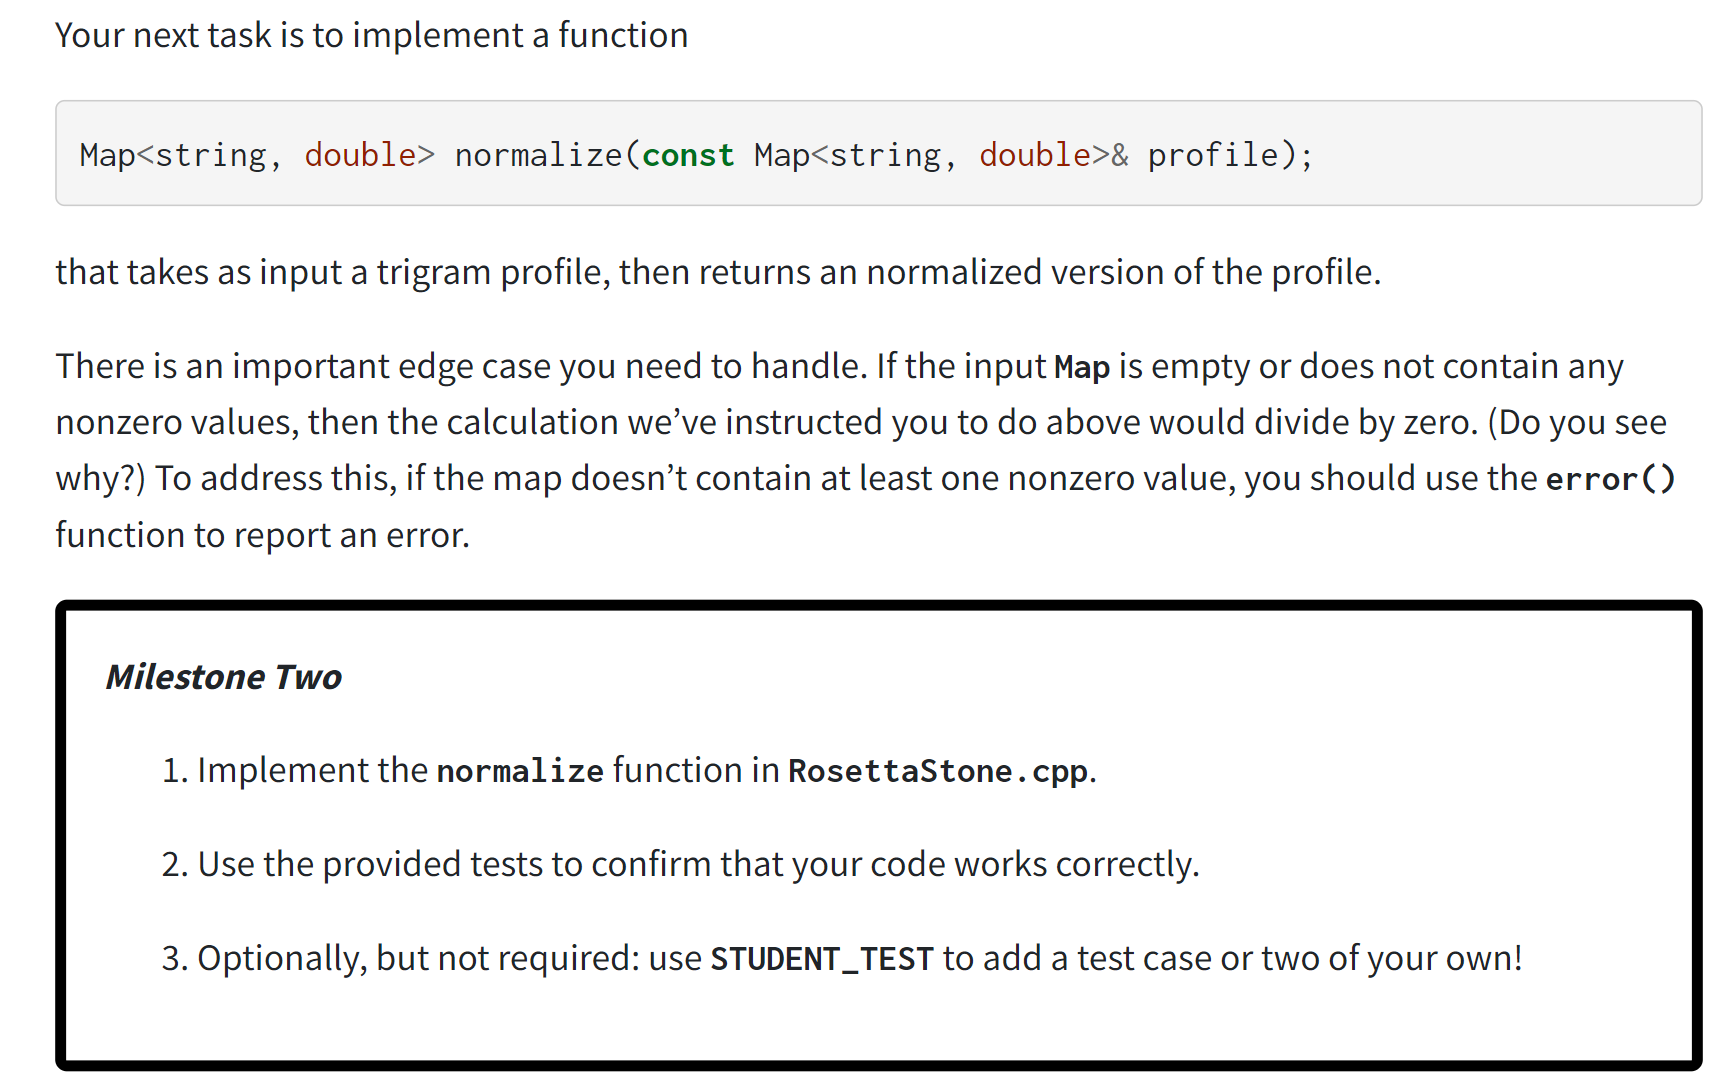 Your next task is to implement a function
Map<string, double> normalize(const Map<string, double>& profile);
that takes as input a trigram profile, then returns an normalized version of the profile.
There is an important edge case you need to handle. If the input Map is empty or does not contain any
nonzero values, then the calculation we’ve instructed you to do above would divide by zero. (Do you see
why?) To address this, if the map doesn’t contain at least one nonzero value, you should use the error()
function to report an error.
Milestone Two
1. Implement the normalize function in RosettaStone.cpp.
2. Use the provided tests to confirm that your code works correctly.
3. Optionally, but not required: use STUDENT_TEST to add a test case or two of your own!